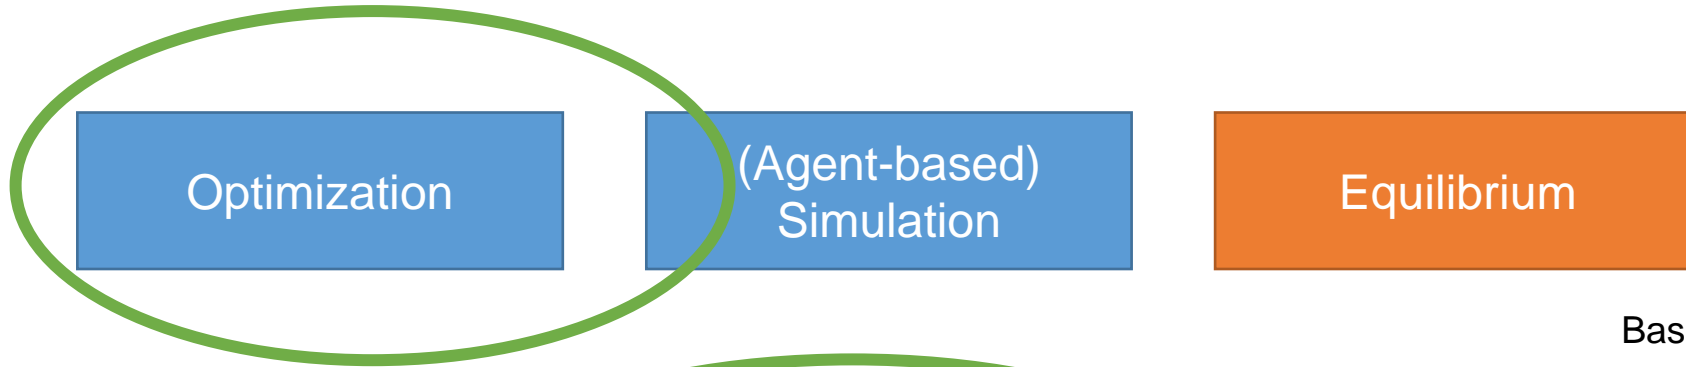 Optimization
(Agent-based)
Simulation
Equilibrium
Bas